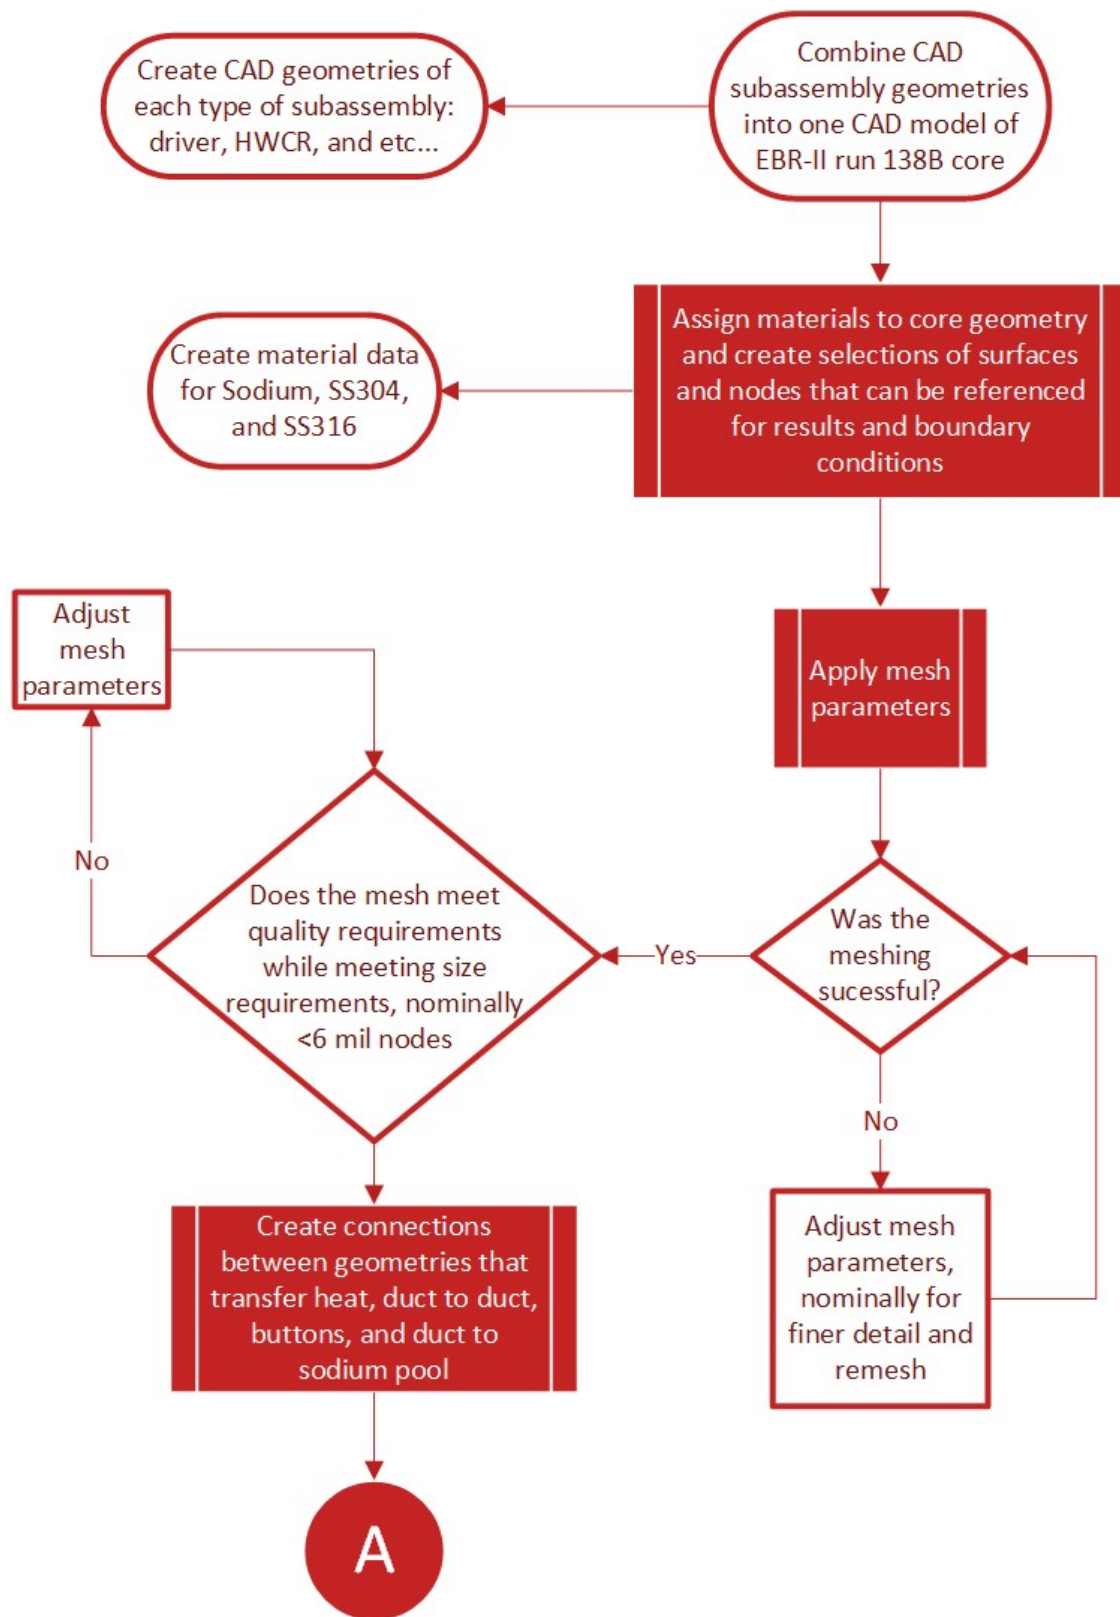 Create CAD geometries of
each type of subassembly:
driver, HWCR, and etc...
Combine CAD
subassembly geometries
into one CAD model of
EBR-II run 138B core
Assign materials to core geometry
and create selections of surfaces
and nodes that can be referenced
for results and boundary
conditions
Create material data
for Sodium, SS304,
and SS316
Apply mesh
parameters
Adjust
mesh
parameters
No
Does the mesh meet
quality requirements
while meeting size
requirements, nominally
<6 mil nodes
Yes
Was the
meshing
sucessful?
No
Adjust mesh
parameters,
nominally for
finer detail and
remesh
Create connections
between geometries that
transfer heat, duct to duct,
buttons, and duct to
sodium pool
A